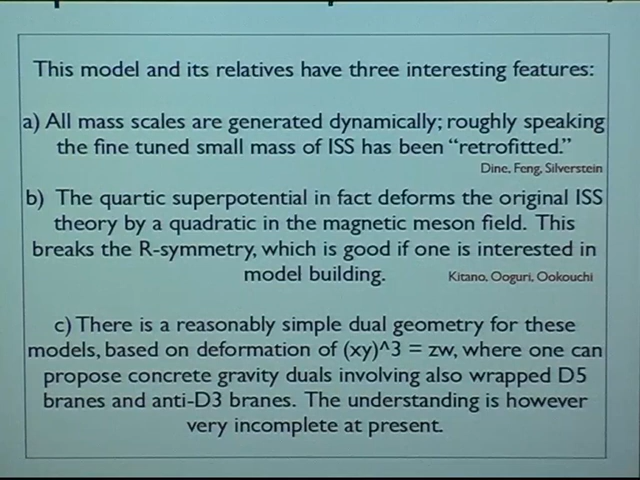 This model and its relatives have three interesting features:
a) All mass scales are generated dynamically; roughly speaking
the fine tuned small mass of ISS has been “retrofitted.”
Dine, Feng, Silverstein
b) The quartic superpotential in fact deforms the original ISS
theory by a quadratic in the magnetic meson field. This
breaks the R-symmetry, which is good if one is interested in
model building. Kitano, Ooguri, Ookouchi
c) There is a reasonably simple dual geometry for these
models, based on deformation of (xy)^3 = zw, where one can
propose concrete gravity duals involving also wrapped D5
branes and anti-D3 branes. The understanding is however
very incomplete at present.